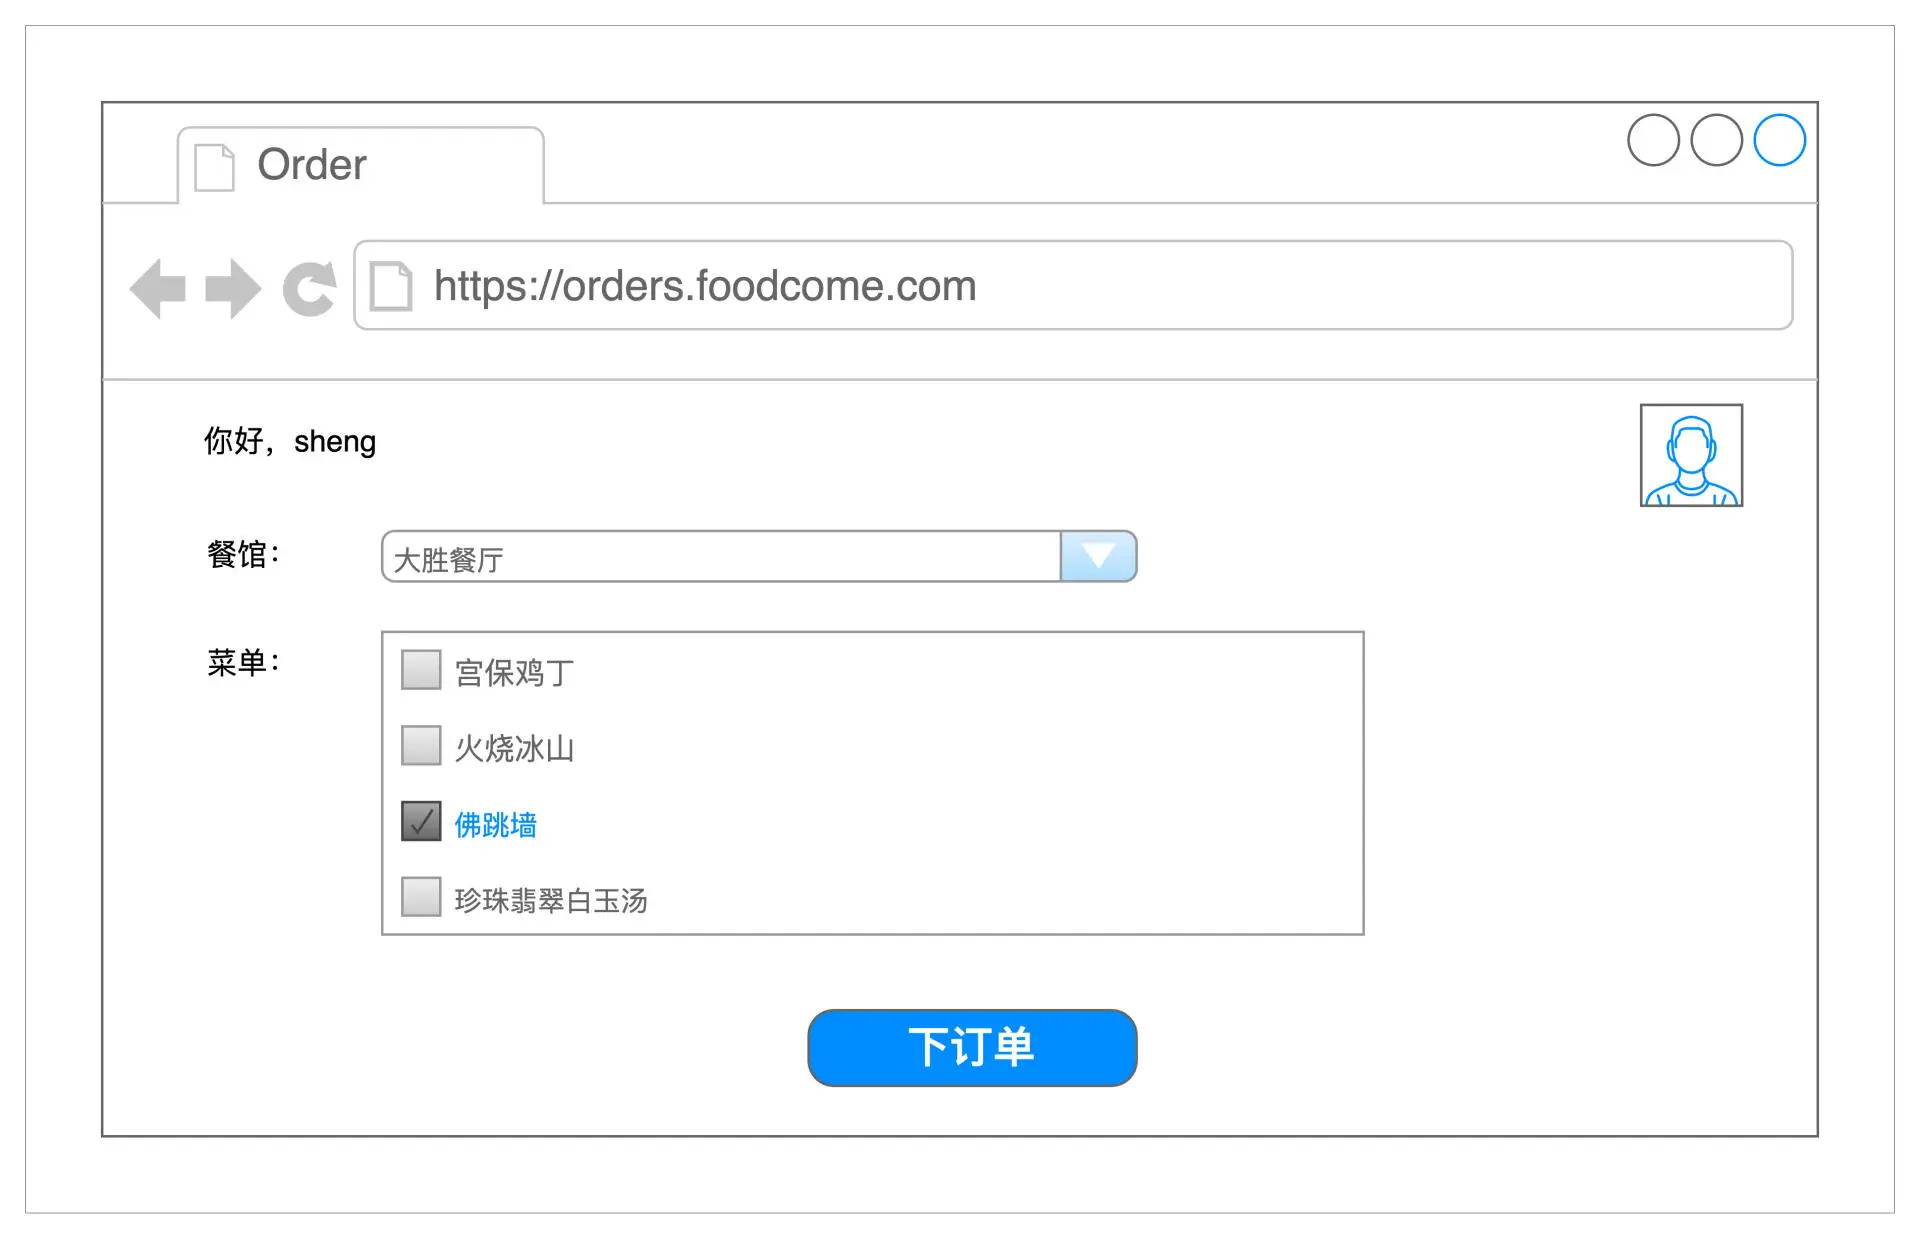 Order
https://orders.foodcome.com
你好，sheng
餐馆：
大胜餐厅
菜单：
宫保鸡丁
火烧冰山
佛跳墙
珍珠翡翠白玉汤
下订单